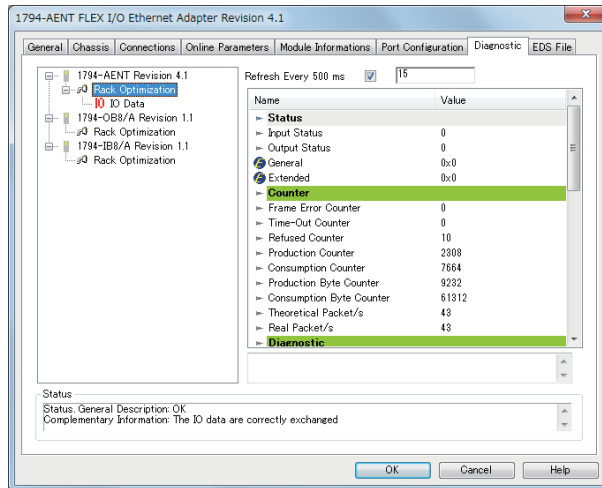 1794-AENT FLEX I/O Ethernet Adapter Revision 4.1
General Chassis Connections Online Parameters Module Informations Port Configuration Diagnostic EDS File
1794-AENT Revision 4.1
Rack Optimization
IO IO Data
1794-OB8/A Revision 1.1
Rack Optimization
1794-IB8/A Revision 1.1
Rack Optimization
Refresh Every 500 ms 15
Name Value
Status
Input Status 0
Output Status 0
General 0x0
Extended 0x0
Counter
Frame Error Counter 0
Time-Out Counter 0
Refused Counter 10
Production Counter 2308
Consumption Counter 7664
Production Byte Counter 9232
Consumption Byte Counter 61312
Theoretical Packet/s 43
Real Packet/s 43
Diagnostic
Status
Status. General Description: OK
Complementary Information: The IO data are correctly exchanged
OK Cancel Help